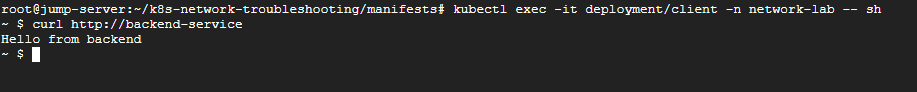 root@jump-server:~/k8s-network-troubleshooting/manifests# kubectl exec -it deployment/client -n network-lab -- sh
~ $ curl http://backend-service
Hello from backend
~ $